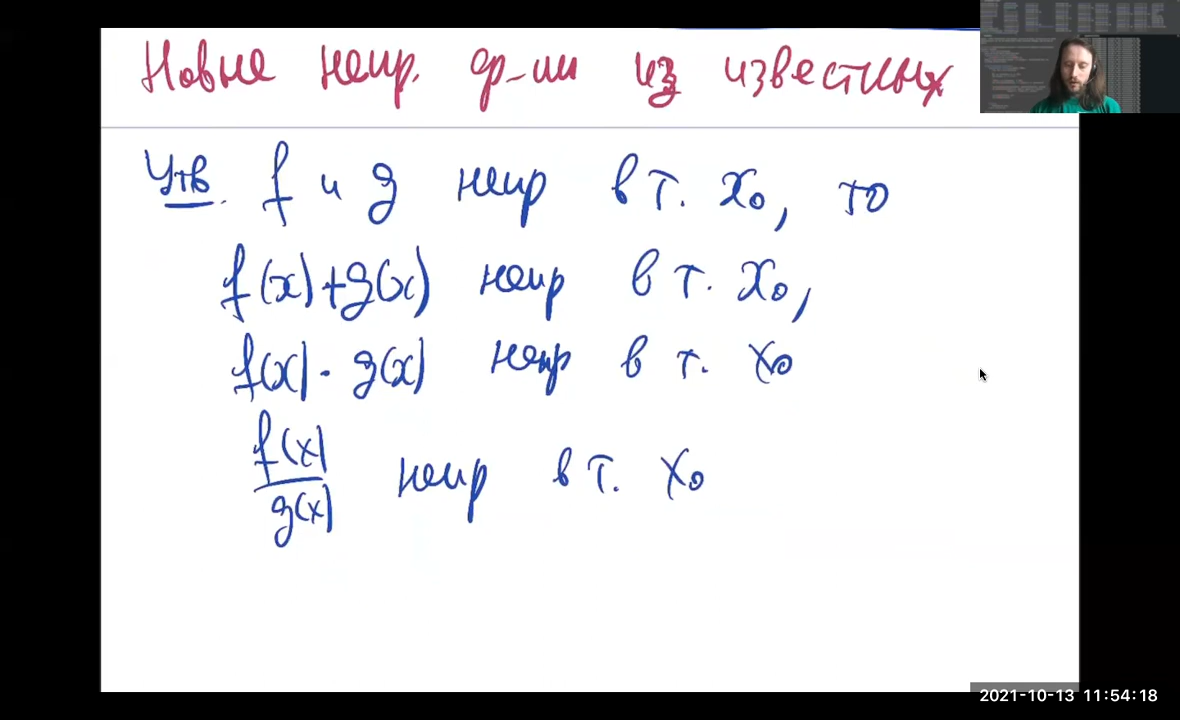 Новые непр. ф-ии из известных
Утв. f и g непр в т. x₀, то
f(x)+g(x) непр в т. x₀,
f(x) · g(x) непр в т. x₀
f(x)/g(x) непр в т. x₀
2021-10-13 11:54:18